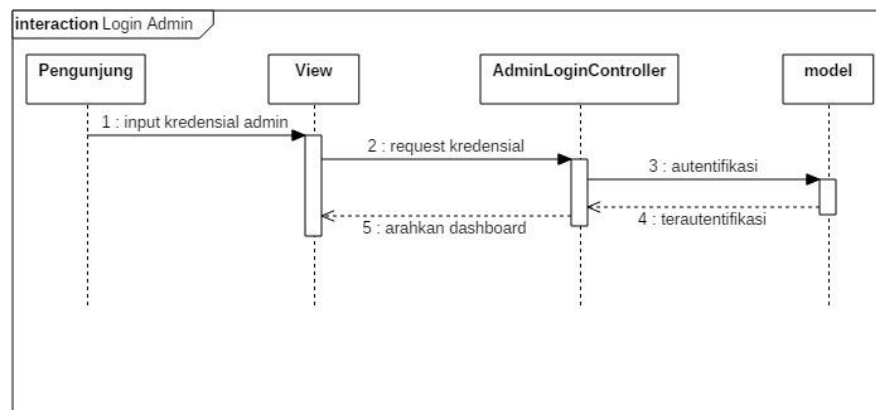 interaction Login Admin
Pengunjung
View
AdminLoginController
model
1 : input kredensial admin
2 : request kredensial
3 : autentifikasi
4 : terautentifikasi
5 : arahkan dashboard